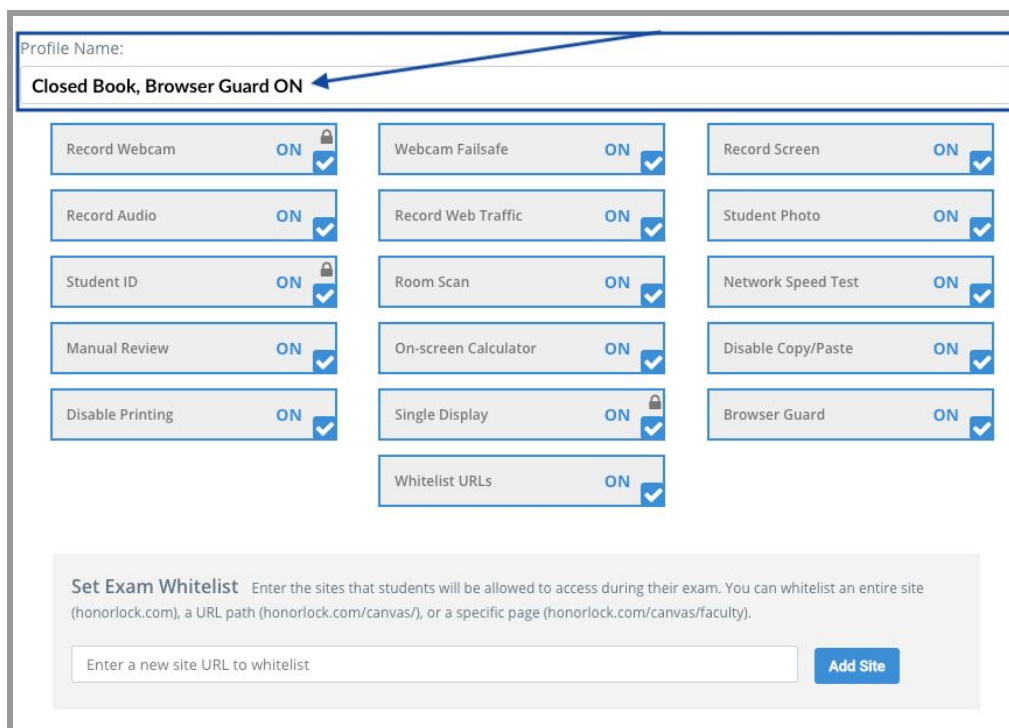 Profile Name:
Closed Book, Browser Guard ON
Record Webcam ON
Webcam Failsafe ON
Record Screen ON
Record Audio ON
Record Web Traffic ON
Student Photo ON
Student ID ON
Room Scan ON
Network Speed Test ON
Manual Review ON
On-screen Calculator ON
Disable Copy/Paste ON
Disable Printing ON
Single Display ON
Browser Guard ON
Whitelist URLs ON
Set Exam Whitelist Enter the sites that students will be allowed to access during their exam. You can whitelist an entire site
(honorlock.com), a URL path (honorlock.com/canvas/), or a specific page (honorlock.com/canvas/faculty).
Enter a new site URL to whitelist
Add Site